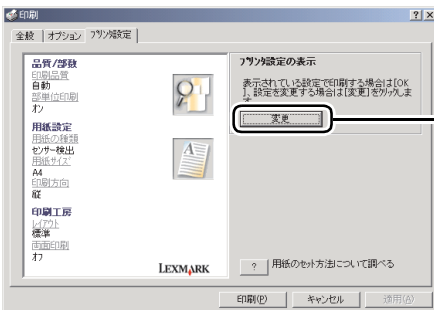 印刷
全般 オプション プリンタ設定
品質/部数
印刷品質
自動
部単位印刷
オン
用紙設定
用紙の種類
センサー検出
用紙サイズ
A4
印刷方向
縦
印刷工房
レイアウト
標準
両面印刷
オフ
LEXMARK
プリンタ設定の表示
表示されている設定で印刷する場合は[OK
]、設定を変更する場合は[変更]をクリックしま
す
変更
? 用紙のセット方法について調べる
印刷(P) キャンセル 適用(A)